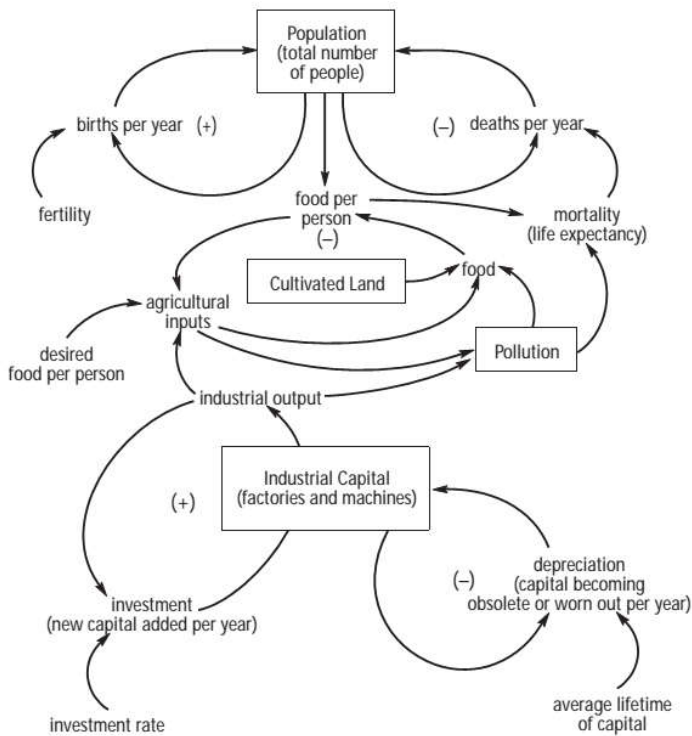 Population
(total number
of people)
births per year (+)
(–) deaths per year
fertility
food per
person
(–)
mortality
(life expectancy)
Cultivated Land
food
agricultural
inputs
desired
food per person
Pollution
industrial output
Industrial Capital
(factories and machines)
(+)
(–)
depreciation
(capital becoming
obsolete or worn out per year)
investment
(new capital added per year)
investment rate
average lifetime
of capital